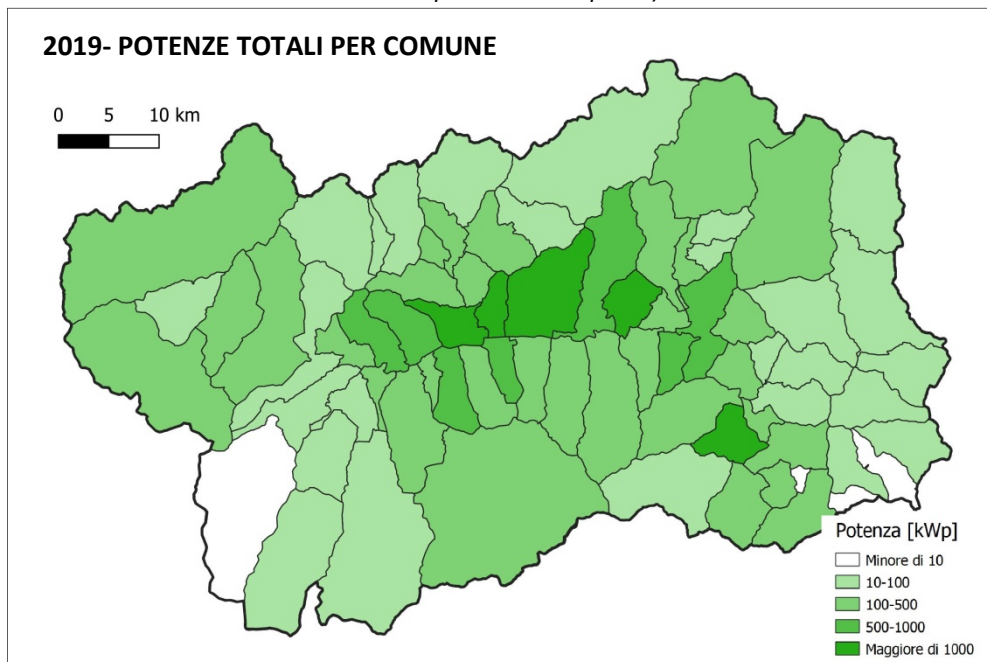 2019- POTENZE TOTALI PER COMUNE
0 5 10 km
Potenza [kWp]
Minore di 10
10-100
100-500
500-1000
Maggiore di 1000